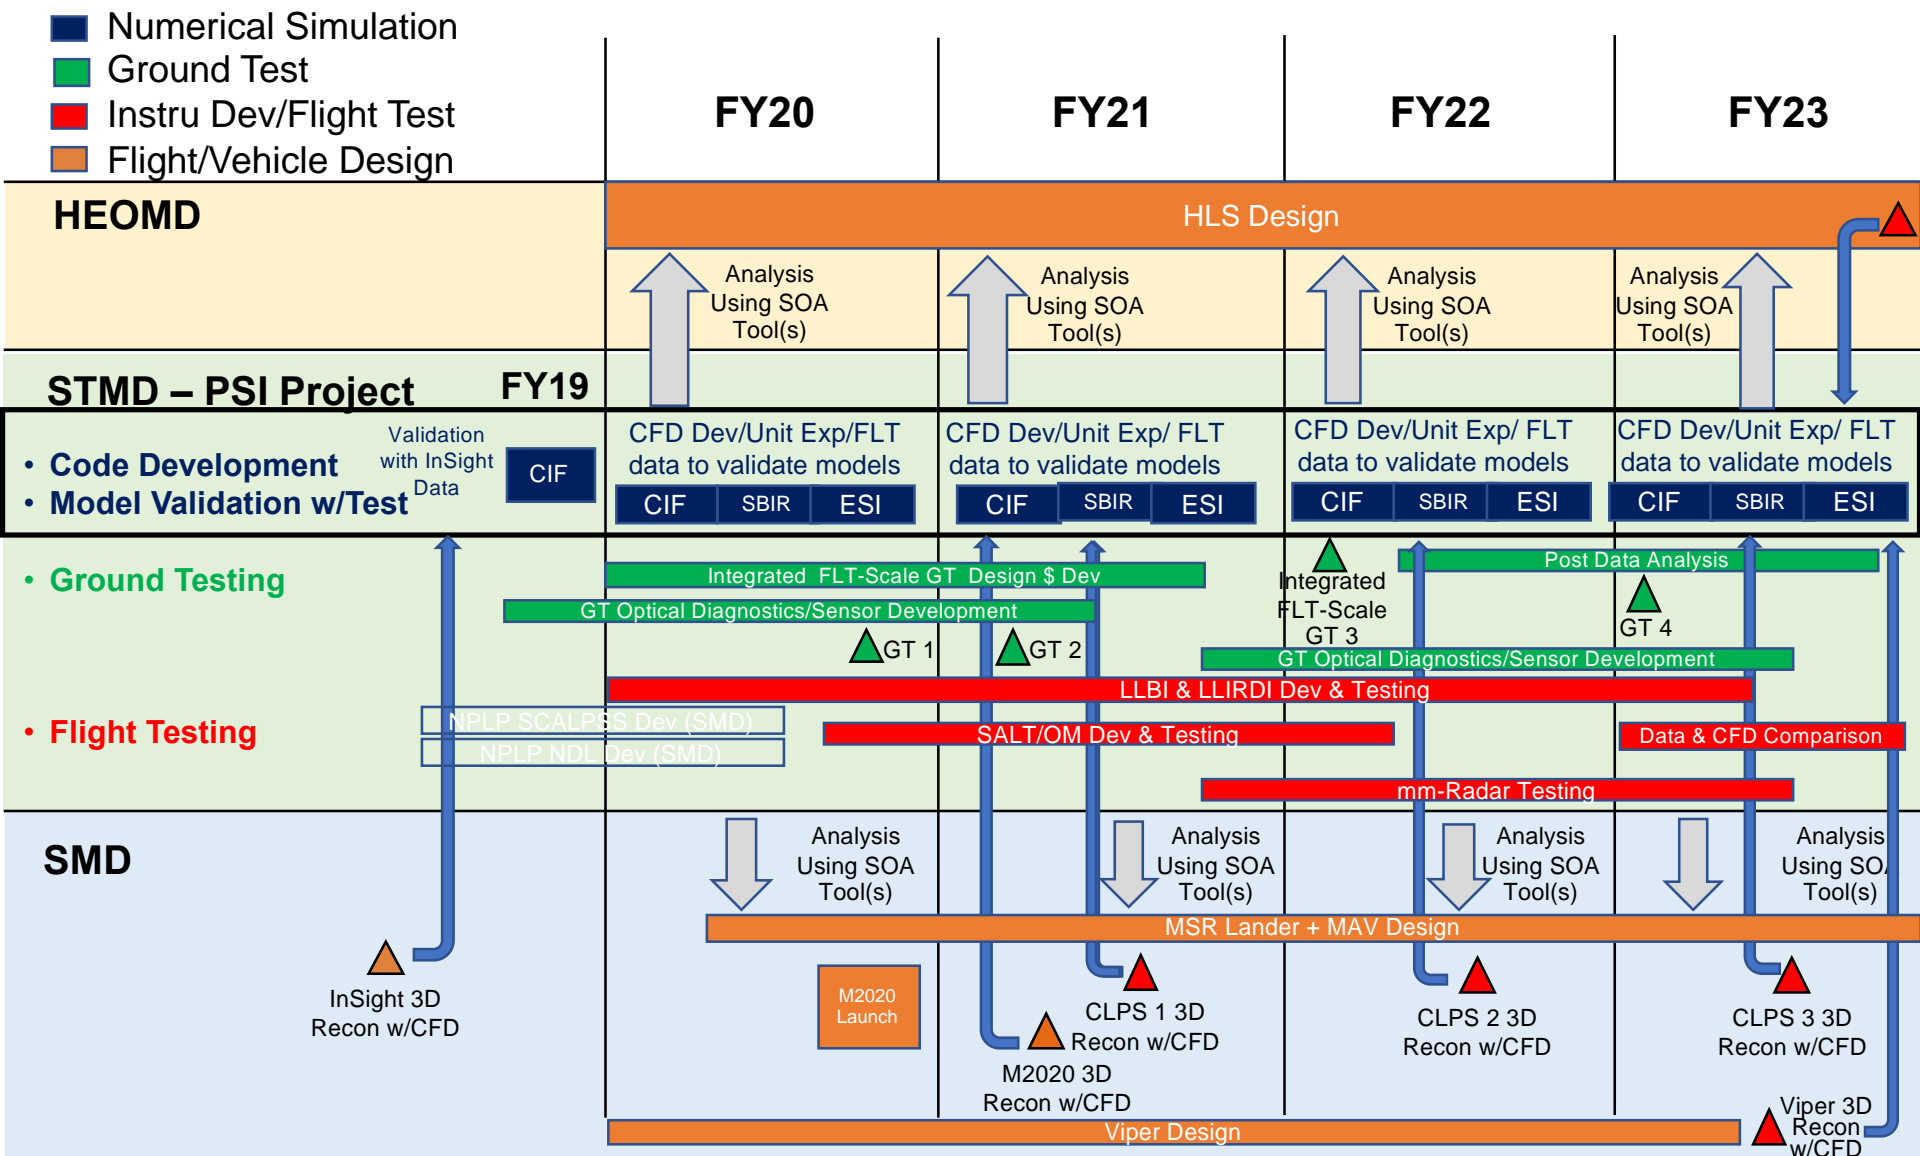 Numerical Simulation
Ground Test
Instru Dev/Flight Test
Flight/Vehicle Design
FY20
FY21
FY22
FY23
HEOMD
HLS Design
Analysis
Using SOA
Tool(s)
Analysis
Using SOA
Tool(s)
Analysis
Using SOA
Tool(s)
Analysis
Using SOA
Tool(s)
STMD – PSI Project
FY19
• Code Development
• Model Validation w/Test
Validation
with InSight
Data
CIF
CFD Dev/Unit Exp/FLT
data to validate models
CIF
SBIR
ESI
CFD Dev/Unit Exp/ FLT
data to validate models
CIF
SBIR
ESI
CFD Dev/Unit Exp/ FLT
data to validate models
CIF
SBIR
ESI
CFD Dev/Unit Exp/ FLT
data to validate models
CIF
SBIR
ESI
• Ground Testing
Integrated FLT-Scale GT Design $ Dev
Post Data Analysis
GT Optical Diagnostics/Sensor Development
Integrated
FLT-Scale
GT 3
GT 1
GT 2
GT 4
GT Optical Diagnostics/Sensor Development
LLBI & LLIRDI Dev & Testing
• Flight Testing
NPLP SCALPSS Dev (SMD)
NPLP NDL Dev (SMD)
SALT/OM Dev & Testing
Data & CFD Comparison
mm-Radar Testing
SMD
Analysis
Using SOA
Tool(s)
Analysis
Using SOA
Tool(s)
Analysis
Using SOA
Tool(s)
Analysis
Using SOA
Tool(s)
MSR Lander + MAV Design
InSight 3D
Recon w/CFD
M2020
Launch
CLPS 1 3D
Recon w/CFD
M2020 3D
Recon w/CFD
CLPS 2 3D
Recon w/CFD
CLPS 3 3D
Recon w/CFD
Viper Design
Viper 3D
Recon
w/CFD